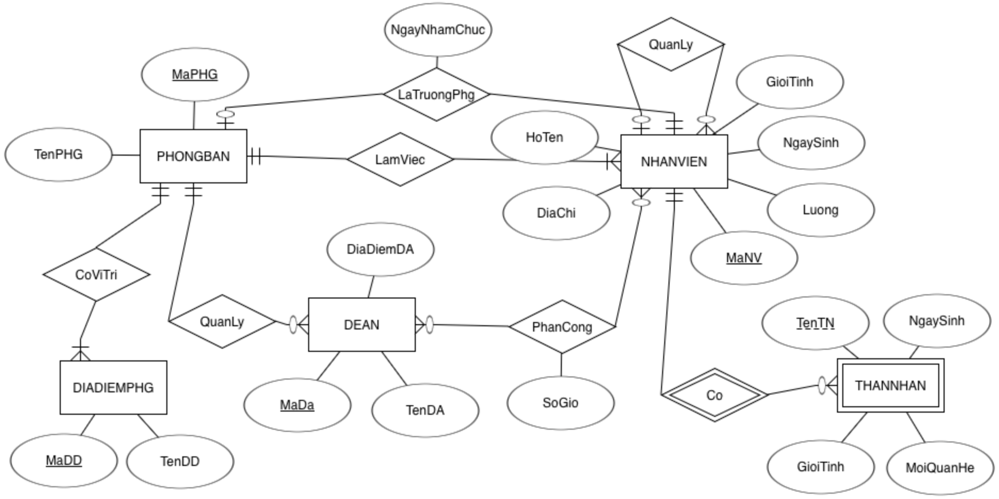 NgayNhamChuc
QuanLy
MaPHG
GioiTinh
LaTruongPhg
HoTen
NgaySinh
TenPHG
PHONGBAN
LamViec
NHANVIEN
DiaChi
Luong
DiaDiemDA
MaNV
CoViTri
QuanLy
DEAN
PhanCong
TenTN
NgaySinh
DIADIEMPHG
MaDa
TenDA
SoGio
Co
THANNHAN
MaDD
TenDD
GioiTinh
MoiQuanHe